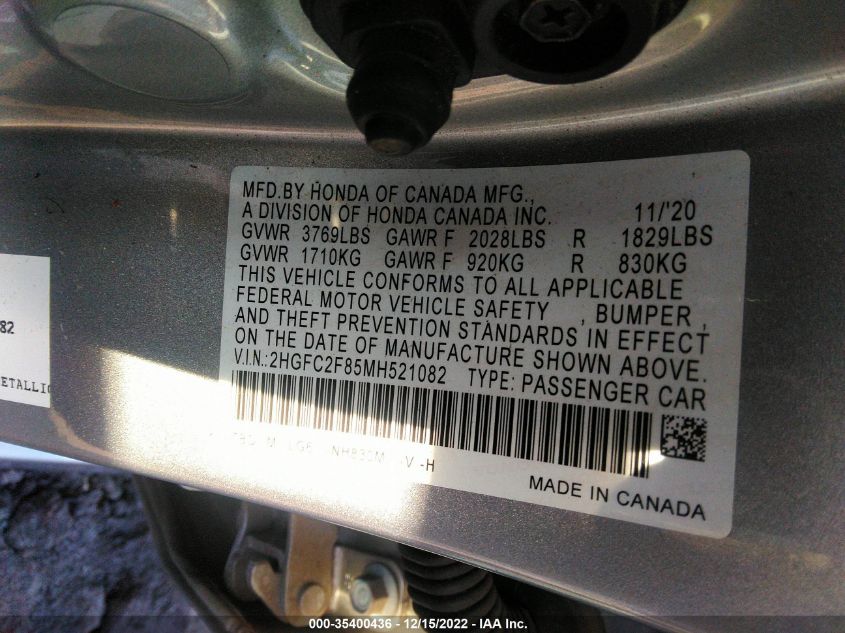 MFD.BY HONDA OF CANADA MFG.,
A DIVISION OF HONDA CANADA INC. 11/'20
GVWR 3769LBS GAWR F 2028LBS R 1829LBS
GVWR 1710KG GAWR F 920KG R 830KG
THIS VEHICLE CONFORMS TO ALL APPLICABLE
FEDERAL MOTOR VEHICLE SAFETY , BUMPER ,
AND THEFT PREVENTION STANDARDS IN EFFECT
ON THE DATE OF MANUFACTURE SHOWN ABOVE.
V.I.N.:2HGFC2F85MH521082 TYPE: PASSENGER CAR
-H
MADE IN CANADA
82
ETALLIC
000-35400436 - 12/15/2022 - IAA Inc.